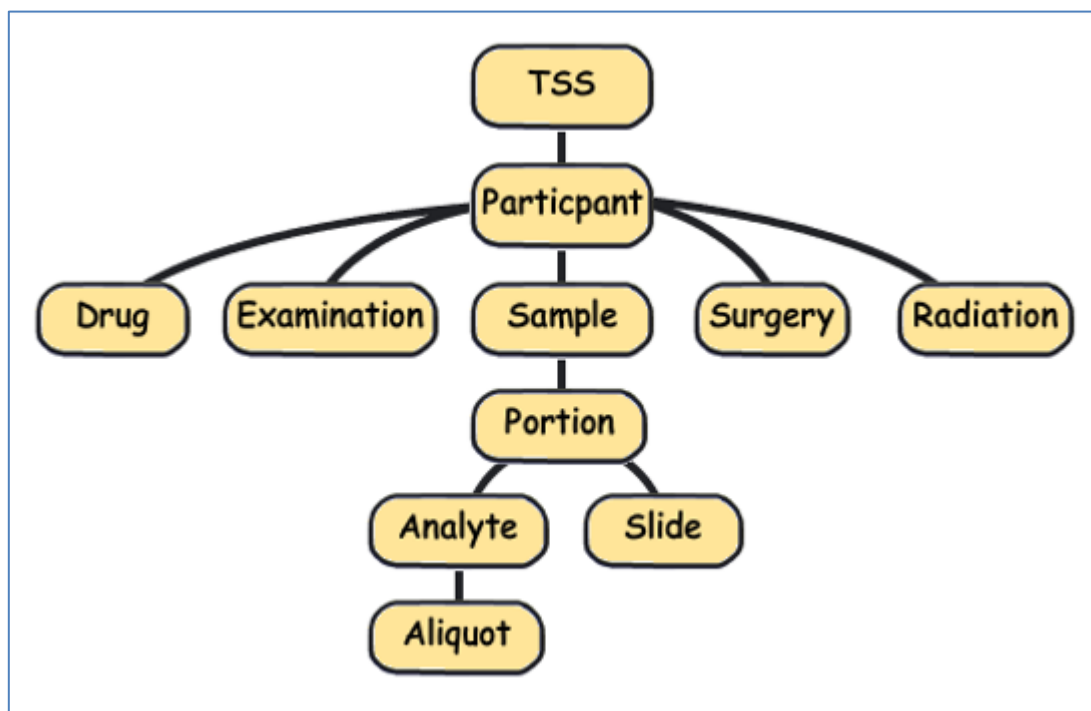 TSS
Particpant
Drug
Examination
Sample
Surgery
Radiation
Portion
Analyte
Slide
Aliquot